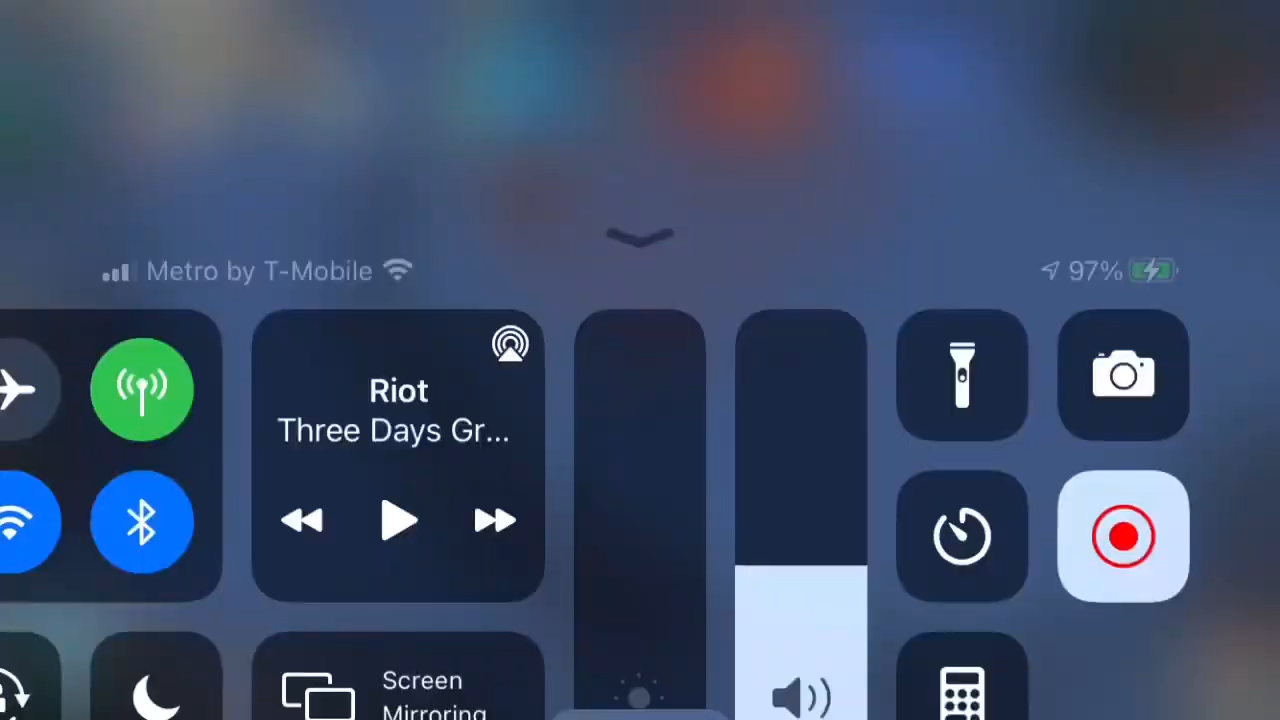 Metro by T-Mobile
97%
Riot
Three Days Gr...
Screen
Mirroring